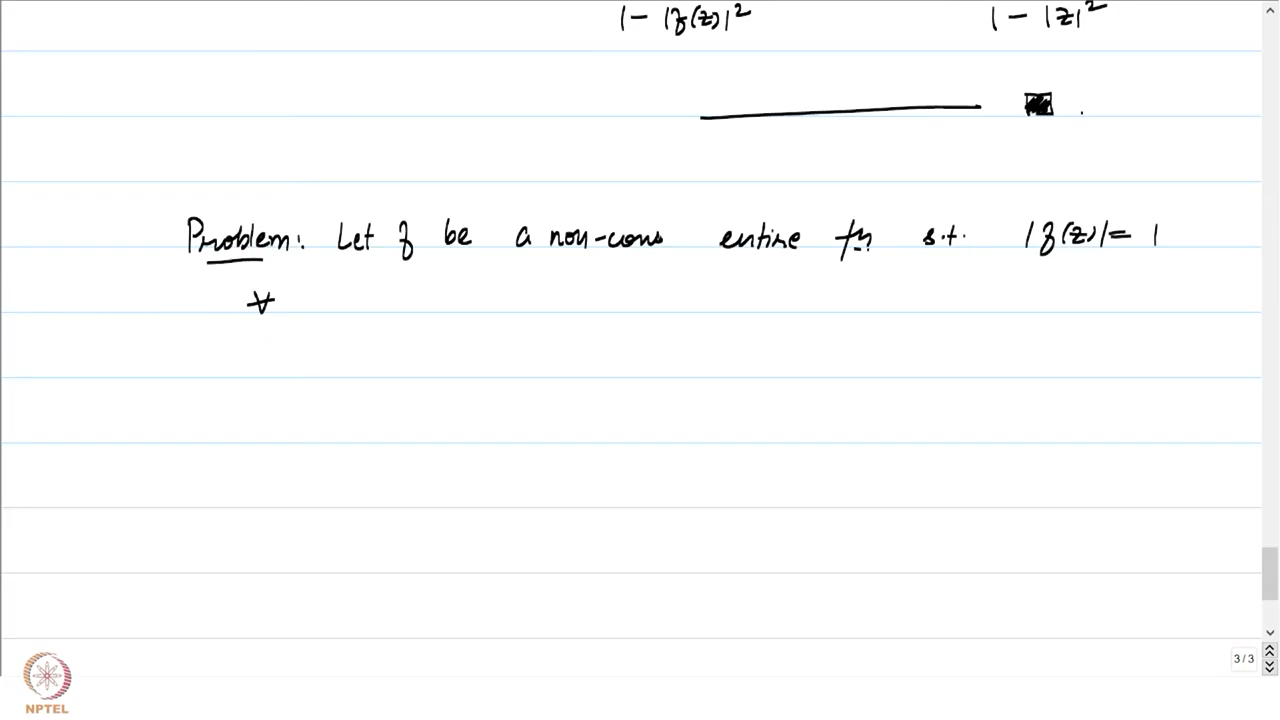 1 - |f(z)|² 1 - |z|²
Problem: Let f be a non-cons entire fn s.t. |f(z)| = 1
∀
3 / 3
NPTEL